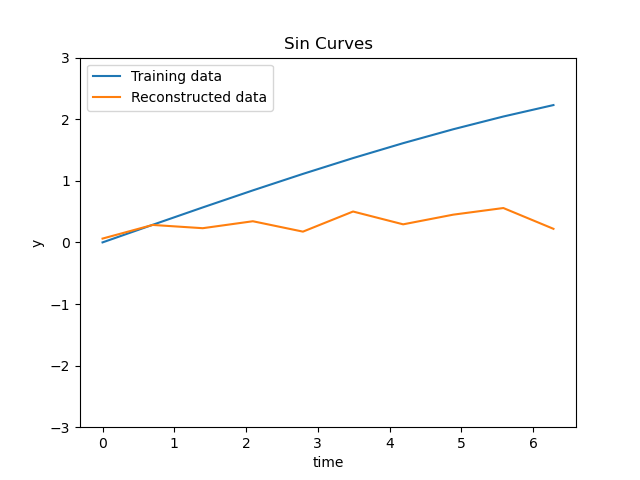 Sin Curves
Training data
Reconstructed data
3
2
1
0
−1
−2
−3
y
0 1 2 3 4 5 6
time